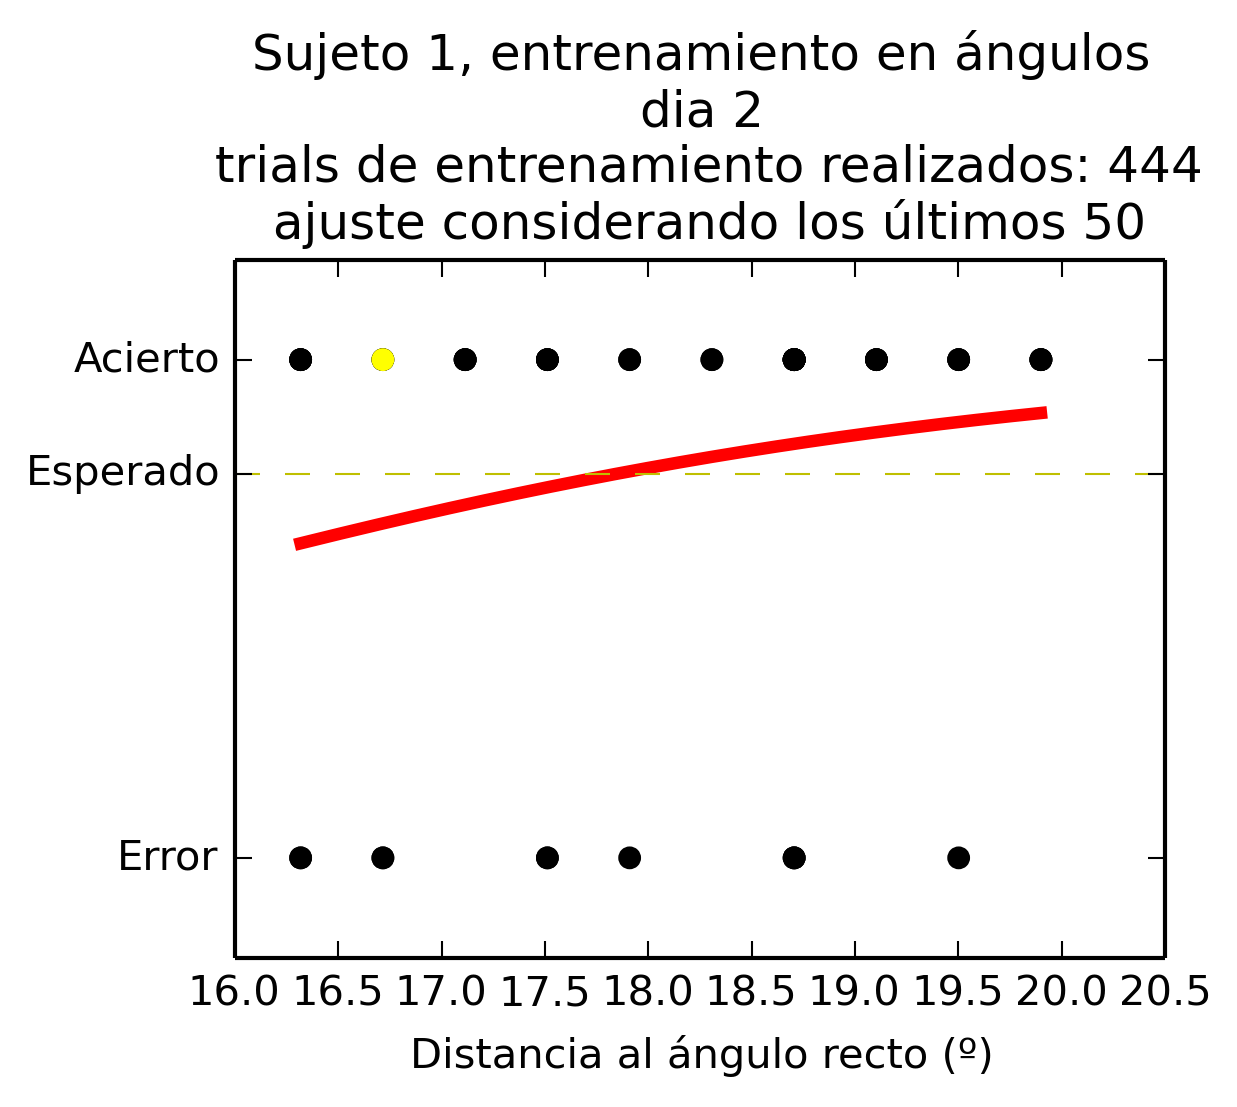 Sujeto 1, entrenamiento en ángulos
dia 2
trials de entrenamiento realizados: 444
ajuste considerando los últimos 50
Acierto
Esperado
Error
16.0 16.5 17.0 17.5 18.0 18.5 19.0 19.5 20.0 20.5
Distancia al ángulo recto (º)